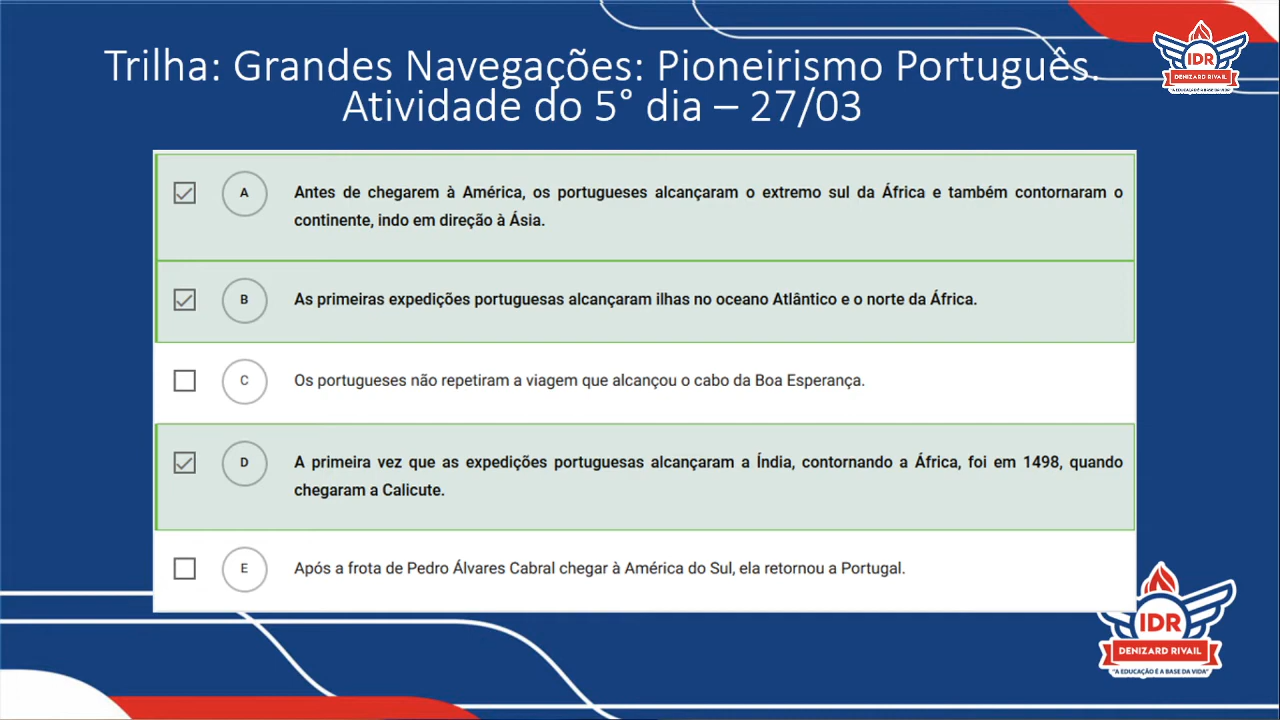 Trilha: Grandes Navegações: Pioneirismo Português.
Atividade do 5° dia – 27/03
IDR
DENIZARD RIVAIL
"A EDUCAÇÃO É A BASE DA VIDA"
A
Antes de chegarem à América, os portugueses alcançaram o extremo sul da África e também contornaram o
continente, indo em direção à Ásia.
B
As primeiras expedições portuguesas alcançaram ilhas no oceano Atlântico e o norte da África.
C
Os portugueses não repetiram a viagem que alcançou o cabo da Boa Esperança.
D
A primeira vez que as expedições portuguesas alcançaram a Índia, contornando a África, foi em 1498, quando
chegaram a Calicute.
E
Após a frota de Pedro Álvares Cabral chegar à América do Sul, ela retornou a Portugal.
IDR
DENIZARD RIVAIL
"A EDUCAÇÃO É A BASE DA VIDA"